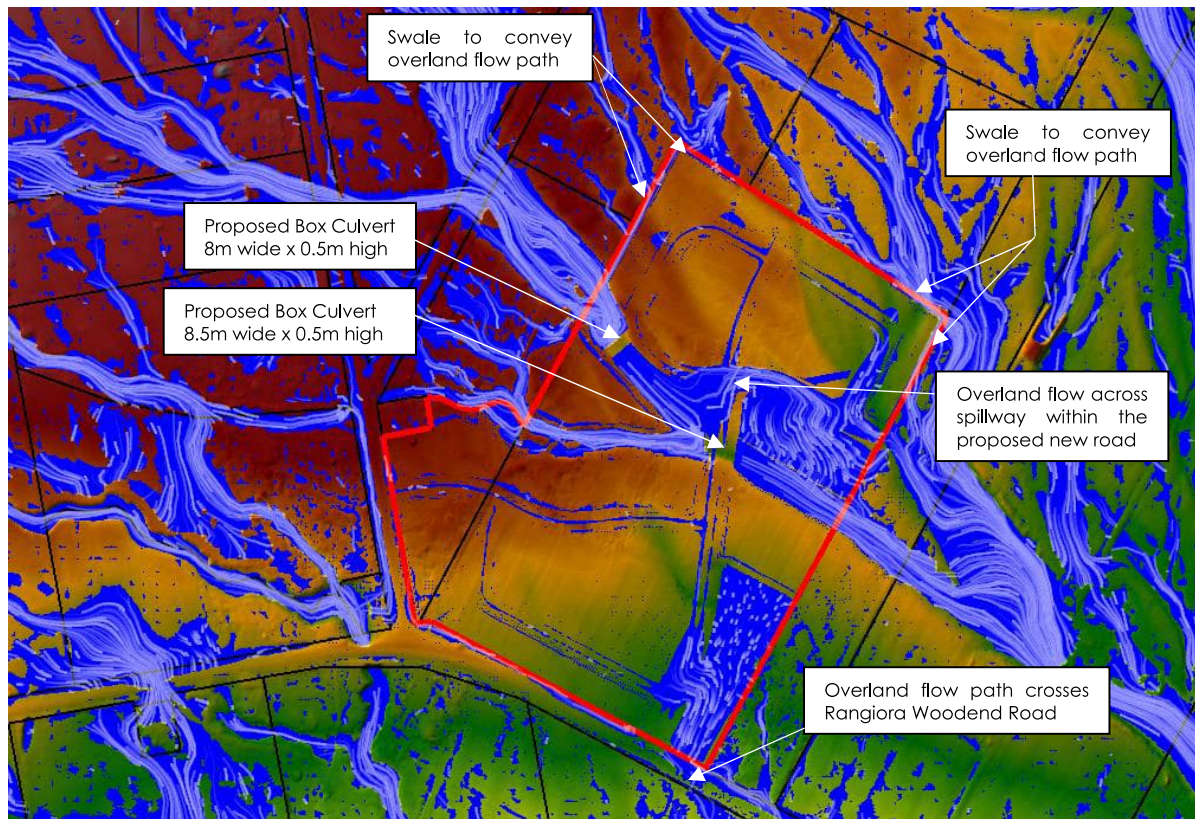 Swale to convey
overland flow path
Swale to convey
overland flow path
Proposed Box Culvert
8m wide x 0.5m high
Proposed Box Culvert
8.5m wide x 0.5m high
Overland flow across
spillway within the
proposed new road
Overland flow path crosses
Rangiora Woodend Road